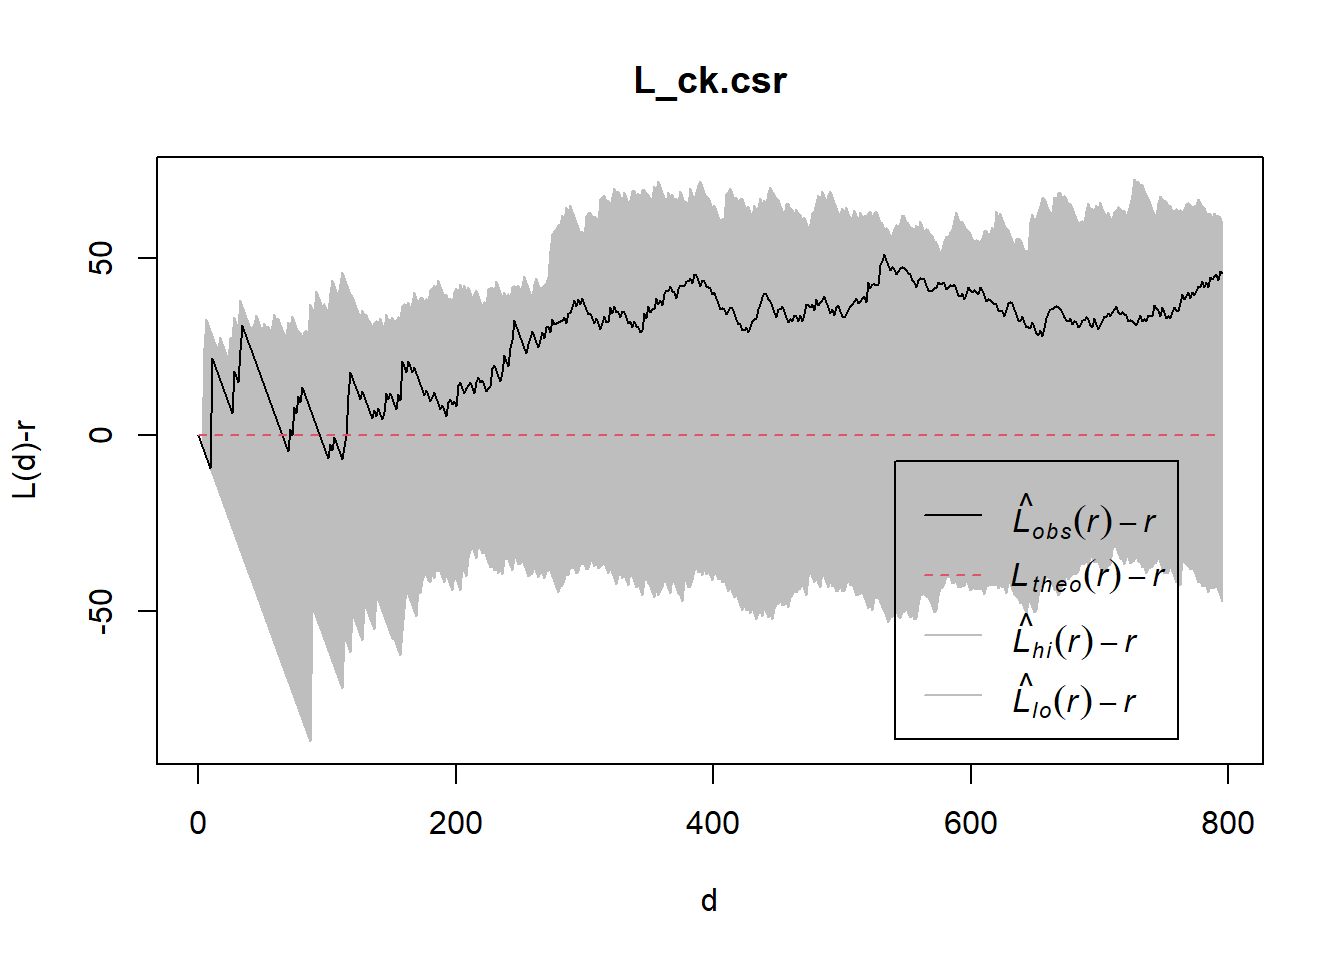 L_ck.csr
L(d)-r
50
0
-50
L̂obs(r) – r
Ltheo(r) – r
L̂hi(r) – r
L̂lo(r) – r
0 200 400 600 800
d